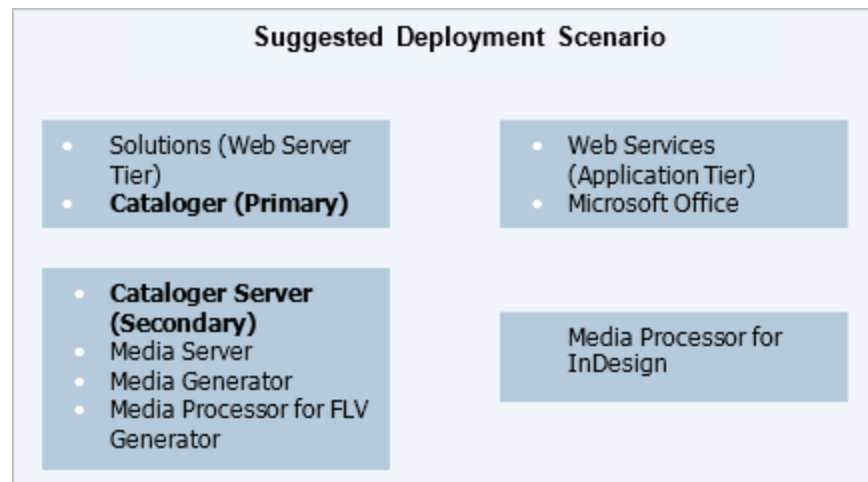 Suggested Deployment Scenario
• Solutions (Web Server
Tier)
• Cataloger (Primary)
• Web Services
(Application Tier)
• Microsoft Office
• Cataloger Server
(Secondary)
• Media Server
• Media Generator
• Media Processor for FLV
Generator
Media Processor for
InDesign